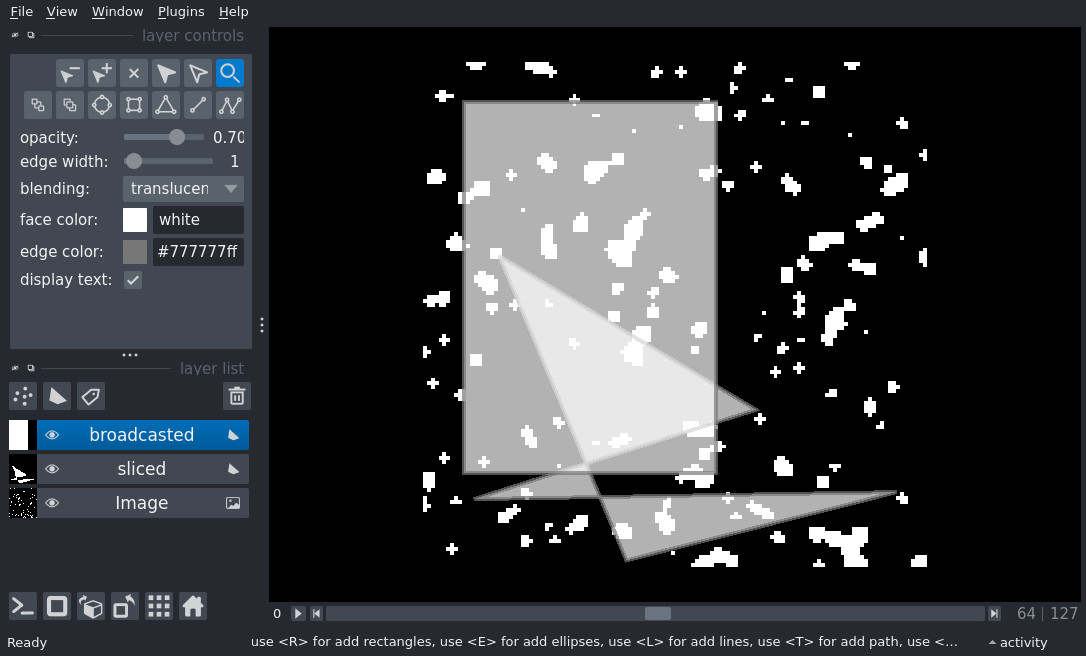 File View Window Plugins Help
layer controls
opacity: 0.70
edge width: 1
blending: translucen
face color: white
edge color: #777777ff
display text:
layer list
broadcasted
sliced
Image
0 64 127
Ready use <R> for add rectangles, use <E> for add ellipses, use <L> for add lines, use <T> for add path, use <... activity